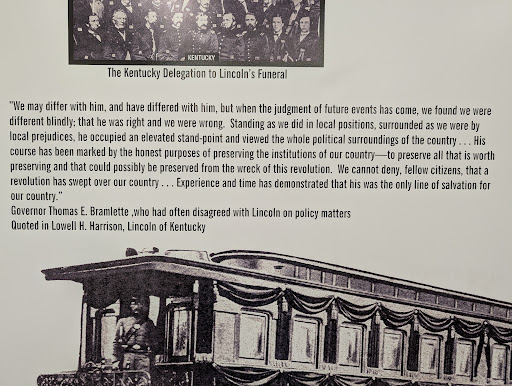 KENTUCKY
The Kentucky Delegation to Lincoln's Funeral
"We may differ with him, and have differed with him, but when the judgment of future events has come, we found we were
different blindly; that he was right and we were wrong. Standing as we did in local positions, surrounded as we were by
local prejudices, he occupied an elevated stand-point and viewed the whole political surroundings of the country . . . His
course has been marked by the honest purposes of preserving the institutions of our country—to preserve all that is worth
preserving and that could possibly be preserved from the wreck of this revolution. We cannot deny, fellow citizens, that a
revolution has swept over our country . . . Experience and time has demonstrated that his was the only line of salvation for
our country."
Governor Thomas E. Bramlette ,who had often disagreed with Lincoln on policy matters
Quoted in Lowell H. Harrison, Lincoln of Kentucky